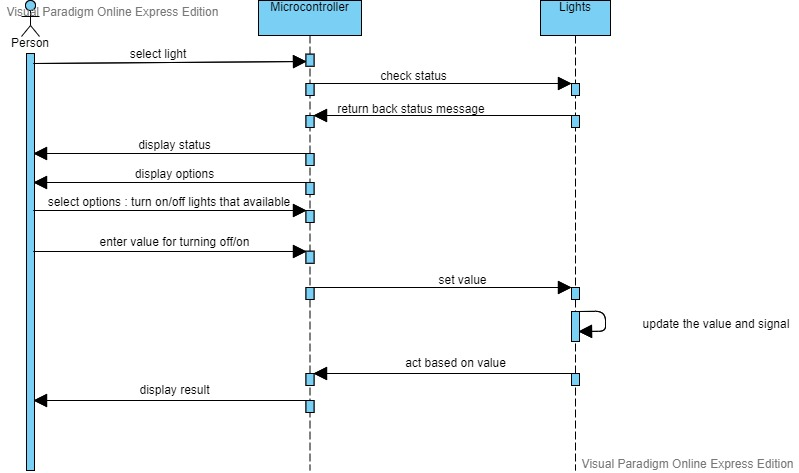 Visual Paradigm Online Express Edition
Microcontroller
Lights
Person
select light
check status
return back status message
display status
display options
select options : turn on/off lights that available
enter value for turning off/on
set value
update the value and signal
act based on value
display result
Visual Paradigm Online Express Edition